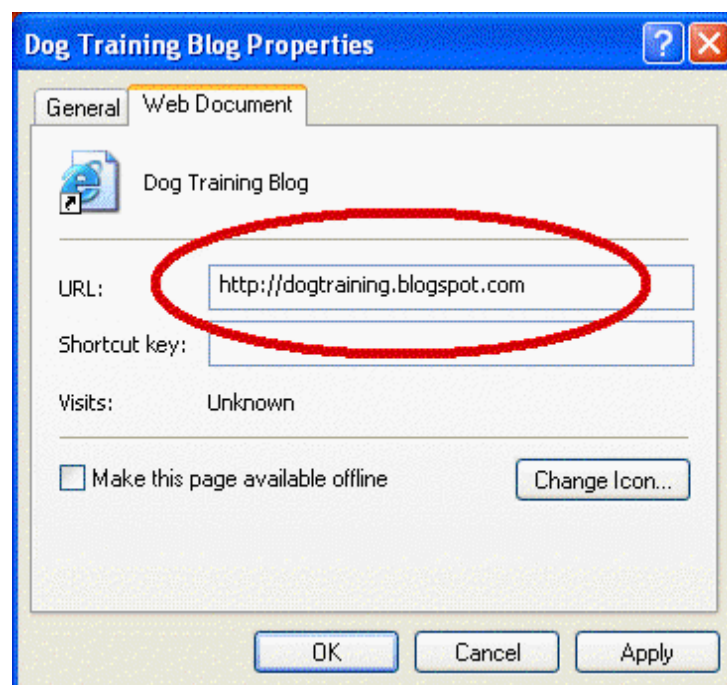 Dog Training Blog Properties
General Web Document
Dog Training Blog
URL: http://dogtraining.blogspot.com
Shortcut key:
Visits: Unknown
Make this page available offline Change Icon...
OK Cancel Apply